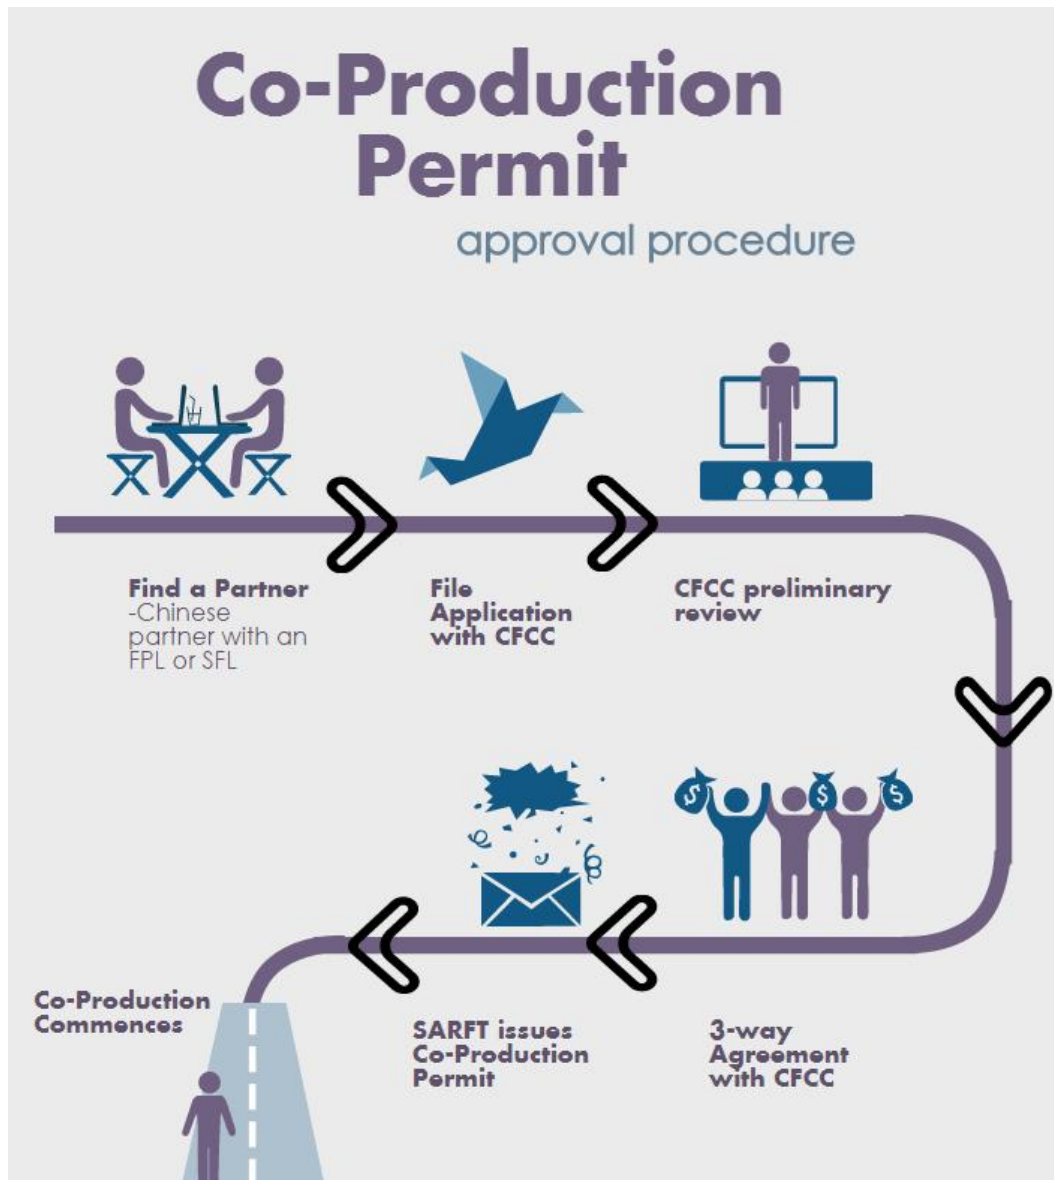 Co-Production
Permit
approval procedure
Find a Partner
-Chinese
partner with an
FPL or SFL
File
Application
with CFCC
CFCC preliminary
review
$
$
$
3-way
Agreement
with CFCC
SARFT issues
Co-Production
Permit
Co-Production
Commences